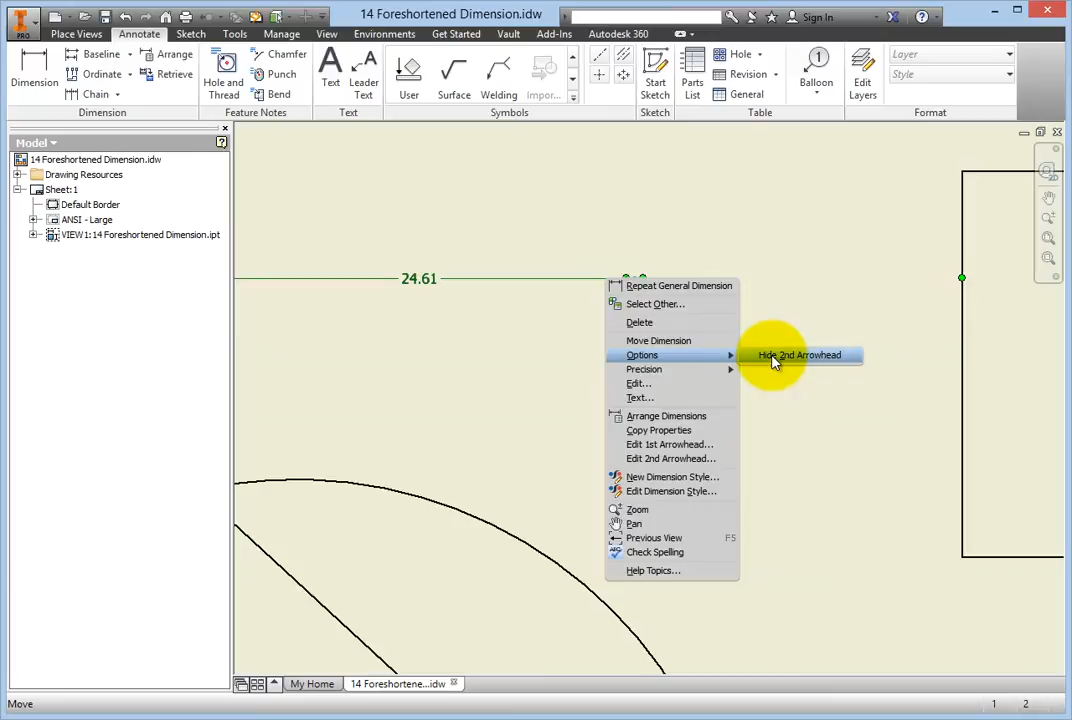 14 Foreshortened Dimension.idw
Sign In
PRO
Place Views
Annotate
Sketch
Tools
Manage
View
Environments
Get Started
Vault
Add-Ins
Autodesk 360
Dimension
Baseline
Ordinate
Chain
Arrange
Retrieve
Dimension
Hole and
Thread
Chamfer
Punch
Bend
Feature Notes
Text
Leader
Text
Text
User
Surface
Welding
Impor...
Symbols
Start
Sketch
Sketch
Parts
List
Hole
Revision
General
Balloon
Table
Edit
Layers
Layer
Style
Format
Model
14 Foreshortened Dimension.idw
Drawing Resources
Sheet:1
Default Border
ANSI - Large
VIEW1:14 Foreshortened Dimension.ipt
24.61
Repeat General Dimension
Select Other...
Delete
Move Dimension
Options
Hide 2nd Arrowhead
Precision
Edit...
Text...
Arrange Dimensions
Copy Properties
Edit 1st Arrowhead...
Edit 2nd Arrowhead...
New Dimension Style...
Edit Dimension Style...
Zoom
Pan
Previous View F5
Check Spelling
Help Topics...
My Home
14 Foreshortene...idw
Move
1 2